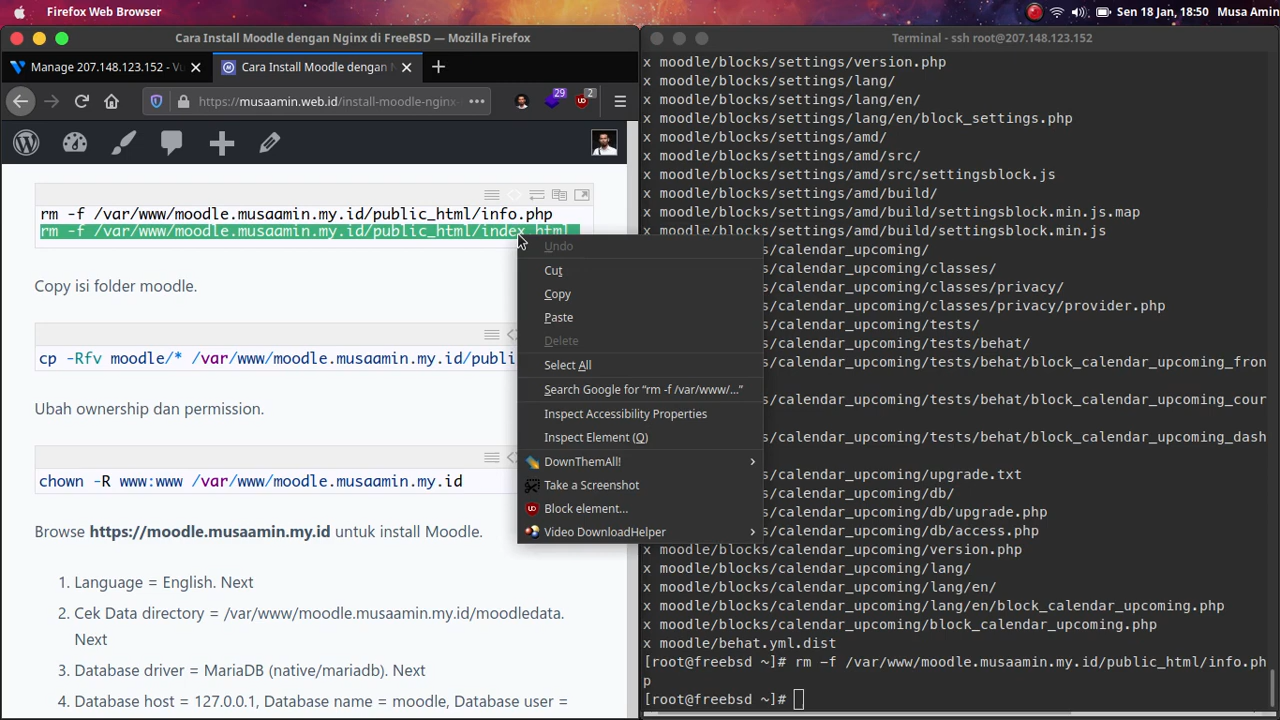 Firefox Web Browser
Sen 18 Jan, 18:50 Musa Amin
Cara Install Moodle dengan Nginx di FreeBSD — Mozilla Firefox
Manage 207.148.123.152 - Vu
Cara Install Moodle dengan N
https://musaamin.web.id/install-moodle-nginx-
29
2
rm -f /var/www/moodle.musaamin.my.id/public_html/info.php
rm -f /var/www/moodle.musaamin.my.id/public_html/index.html
Copy isi folder moodle.
cp -Rfv moodle/* /var/www/moodle.musaamin.my.id/publi
Ubah ownership dan permission.
chown -R www:www /var/www/moodle.musaamin.my.id
Browse https://moodle.musaamin.my.id untuk install Moodle.
1. Language = English. Next
2. Cek Data directory = /var/www/moodle.musaamin.my.id/moodledata.
Next
3. Database driver = MariaDB (native/mariadb). Next
4. Database host = 127.0.0.1, Database name = moodle, Database user =
Undo
Cut
Copy
Paste
Delete
Select All
Search Google for “rm -f /var/www/...”
Inspect Accessibility Properties
Inspect Element (Q)
DownThemAll!
Take a Screenshot
Block element...
Video DownloadHelper
Terminal - ssh root@207.148.123.152
x moodle/blocks/settings/version.php
x moodle/blocks/settings/lang/
x moodle/blocks/settings/lang/en/
x moodle/blocks/settings/lang/en/block_settings.php
x moodle/blocks/settings/amd/
x moodle/blocks/settings/amd/src/
x moodle/blocks/settings/amd/src/settingsblock.js
x moodle/blocks/settings/amd/build/
x moodle/blocks/settings/amd/build/settingsblock.min.js.map
x moodle/blocks/settings/amd/build/settingsblock.min.js
s/calendar_upcoming/
s/calendar_upcoming/classes/
s/calendar_upcoming/classes/privacy/
s/calendar_upcoming/classes/privacy/provider.php
s/calendar_upcoming/tests/
s/calendar_upcoming/tests/behat/
s/calendar_upcoming/tests/behat/block_calendar_upcoming_fron
s/calendar_upcoming/tests/behat/block_calendar_upcoming_cour
s/calendar_upcoming/tests/behat/block_calendar_upcoming_dash
s/calendar_upcoming/upgrade.txt
s/calendar_upcoming/db/
s/calendar_upcoming/db/upgrade.php
s/calendar_upcoming/db/access.php
x moodle/blocks/calendar_upcoming/version.php
x moodle/blocks/calendar_upcoming/lang/
x moodle/blocks/calendar_upcoming/lang/en/
x moodle/blocks/calendar_upcoming/lang/en/block_calendar_upcoming.php
x moodle/blocks/calendar_upcoming/block_calendar_upcoming.php
x moodle/behat.yml.dist
[root@freebsd ~]# rm -f /var/www/moodle.musaamin.my.id/public_html/info.ph
p
[root@freebsd ~]#